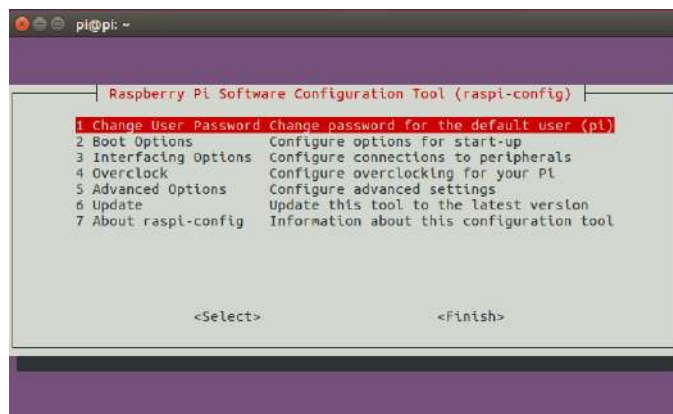 pi@pi: ~
Raspberry Pi Software Configuration Tool (raspi-config)
1 Change User Password Change password for the default user (pi)
2 Boot Options Configure options for start-up
3 Interfacing Options Configure connections to peripherals
4 Overclock Configure overclocking for your Pi
5 Advanced Options Configure advanced settings
6 Update Update this tool to the latest version
7 About raspi-config Information about this configuration tool
<Select> <Finish>